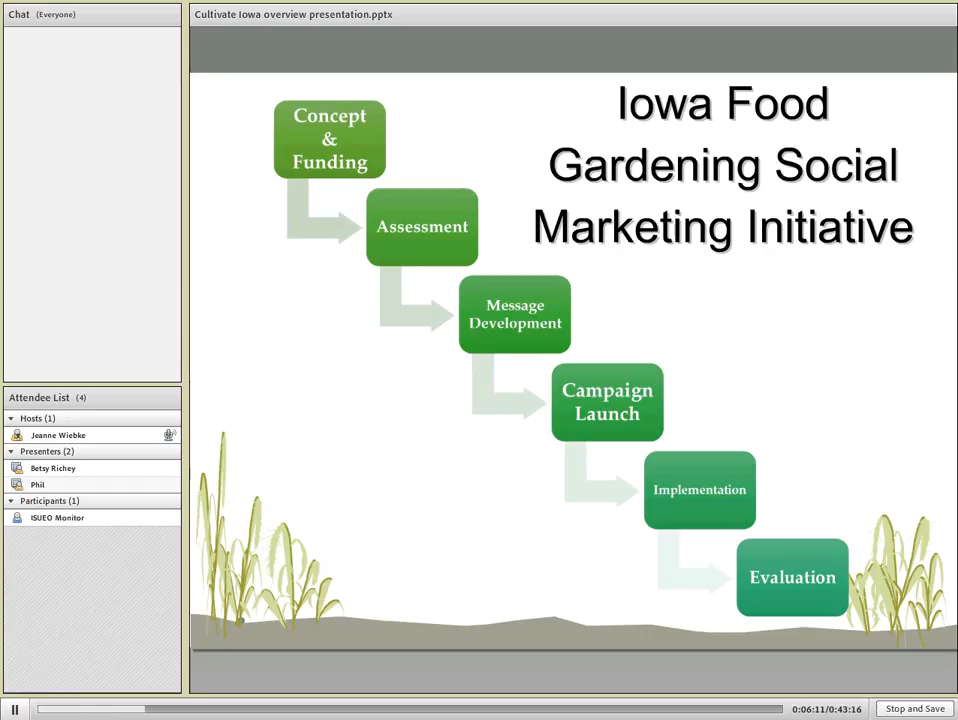 Chat (Everyone)
Cultivate Iowa overview presentation.pptx
Iowa Food
Gardening Social
Marketing Initiative
Concept
&
Funding
Assessment
Message
Development
Campaign
Launch
Implementation
Evaluation
Attendee List (4)
Hosts (1)
Jeanne Wiebke
Presenters (2)
Betsy Richey
Phil
Participants (1)
ISUEO Monitor
0:06:11/0:43:16
Stop and Save